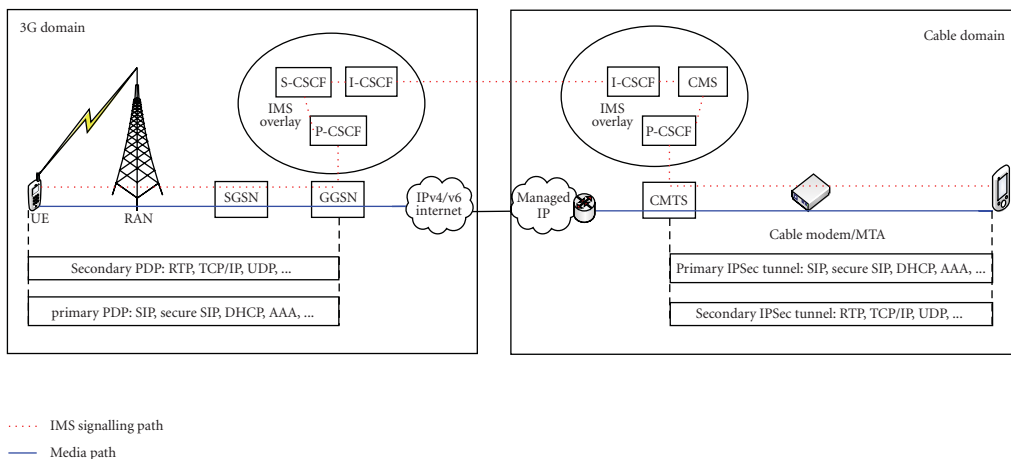 3G domain
Cable domain
S-CSCF
I-CSCF
IMS
overlay
P-CSCF
I-CSCF
CMS
IMS
overlay
P-CSCF
UE
RAN
SGSN
GGSN
IPv4/v6
internet
Managed
IP
CMTS
Cable modem/MTA
Secondary PDP: RTP, TCP/IP, UDP, ...
primary PDP: SIP, secure SIP, DHCP, AAA, ...
Primary IPSec tunnel: SIP, secure SIP, DHCP, AAA, ...
Secondary IPSec tunnel: RTP, TCP/IP, UDP, ...
IMS signalling path
Media path